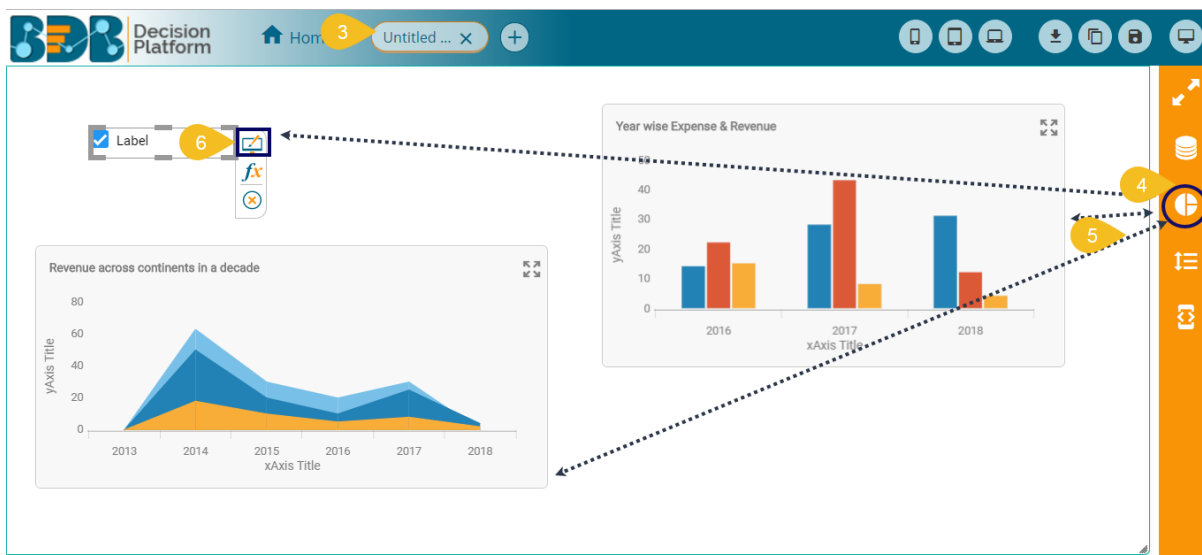 BDB Decision
Platform
Hom
3
Untitled ...
Label
6
fx
4
5
Year wise Expense & Revenue
50
40
30
20
10
0
yAxis Title
2016 2017 2018
xAxis Title
Revenue across continents in a decade
80
60
40
20
0
yAxis Title
2013 2014 2015 2016 2017 2018
xAxis Title